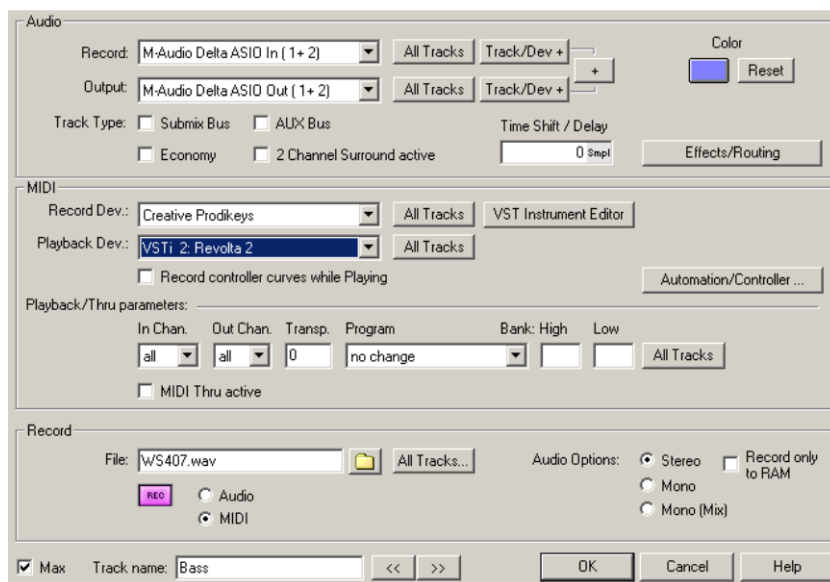 Audio
Record: M-Audio Delta ASIO In ( 1+ 2) All Tracks Track/Dev + Color
+ Reset
Output: M-Audio Delta ASIO Out ( 1+ 2) All Tracks Track/Dev +
Track Type: Submix Bus AUX Bus Time Shift / Delay
Economy 2 Channel Surround active 0 Smpl Effects/Routing
MIDI
Record Dev.: Creative Prodikeys All Tracks VST Instrument Editor
Playback Dev.: VSTi 2: Revolta 2 All Tracks
Record controller curves while Playing Automation/Controller ...
Playback/Thru parameters:
In Chan. Out Chan. Transp. Program Bank: High Low
all all 0 no change All Tracks
MIDI Thru active
Record
File: WS407.wav All Tracks... Audio Options: Stereo Record only to RAM
REC Audio Mono
MIDI Mono (Mix)
Max Track name: Bass << >> OK Cancel Help